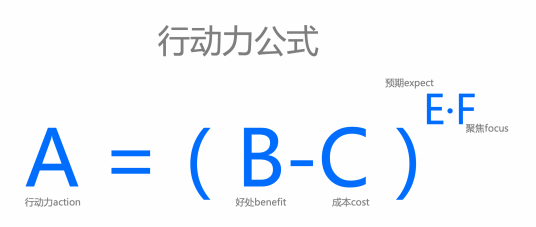 行动力公式
预期expect
E·F
聚焦focus
A = ( B-C )
行动力action 好处benefit 成本cost